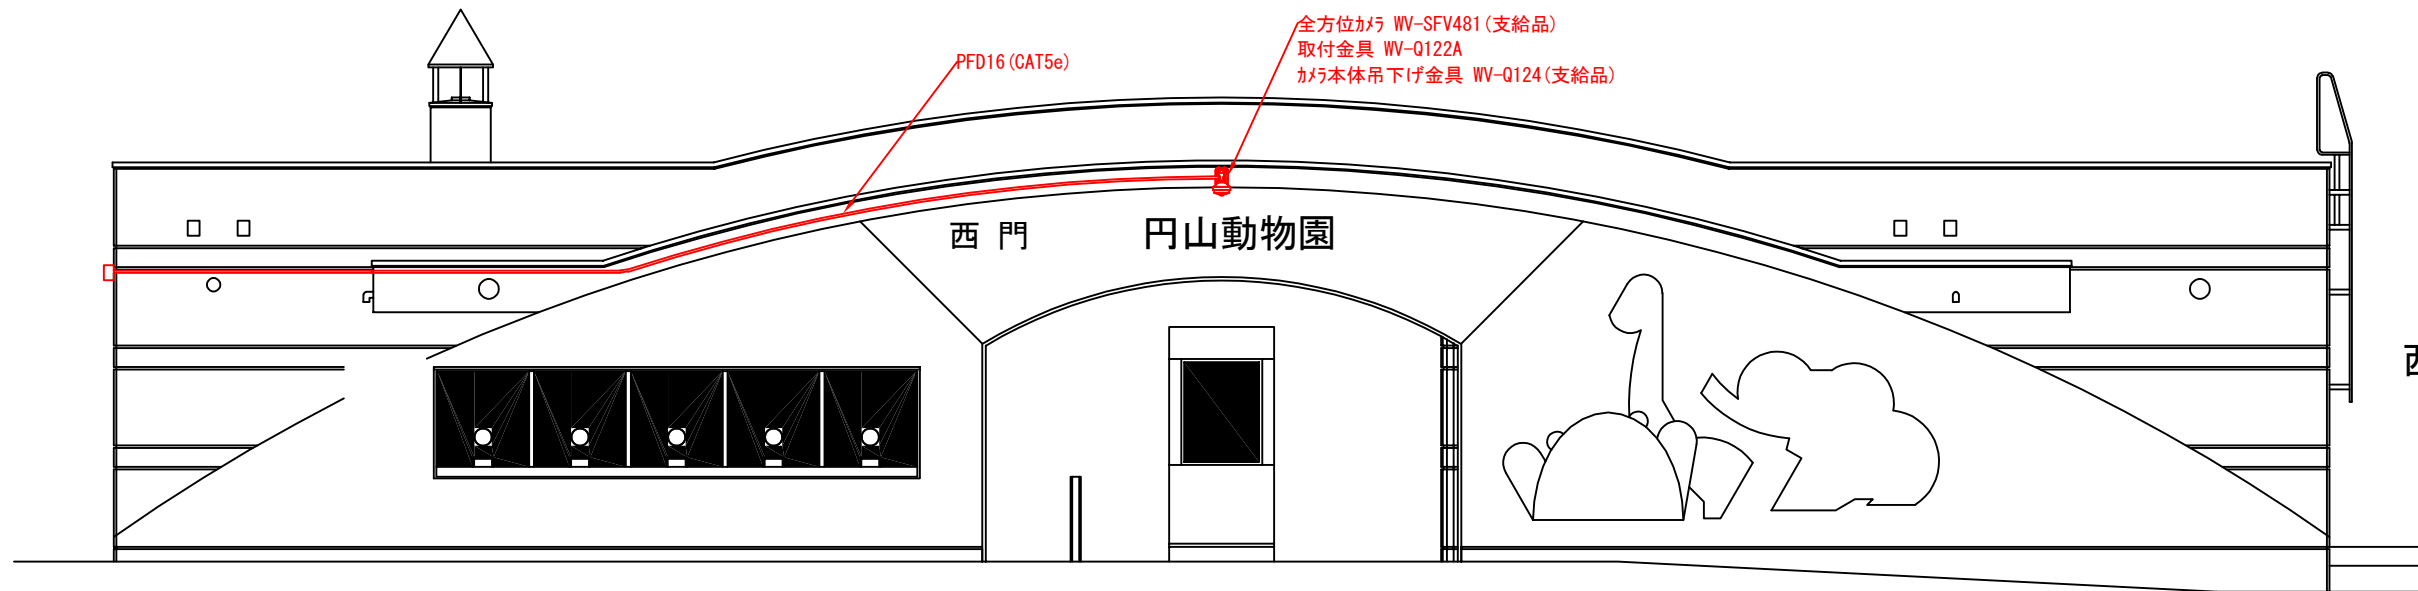 全方位ｶﾒﾗ WV-SFV481(支給品)
取付金具 WV-Q122A
ｶﾒﾗ本体吊下げ金具 WV-Q124(支給品)
PFD16(CAT5e)
西 門 円山動物園